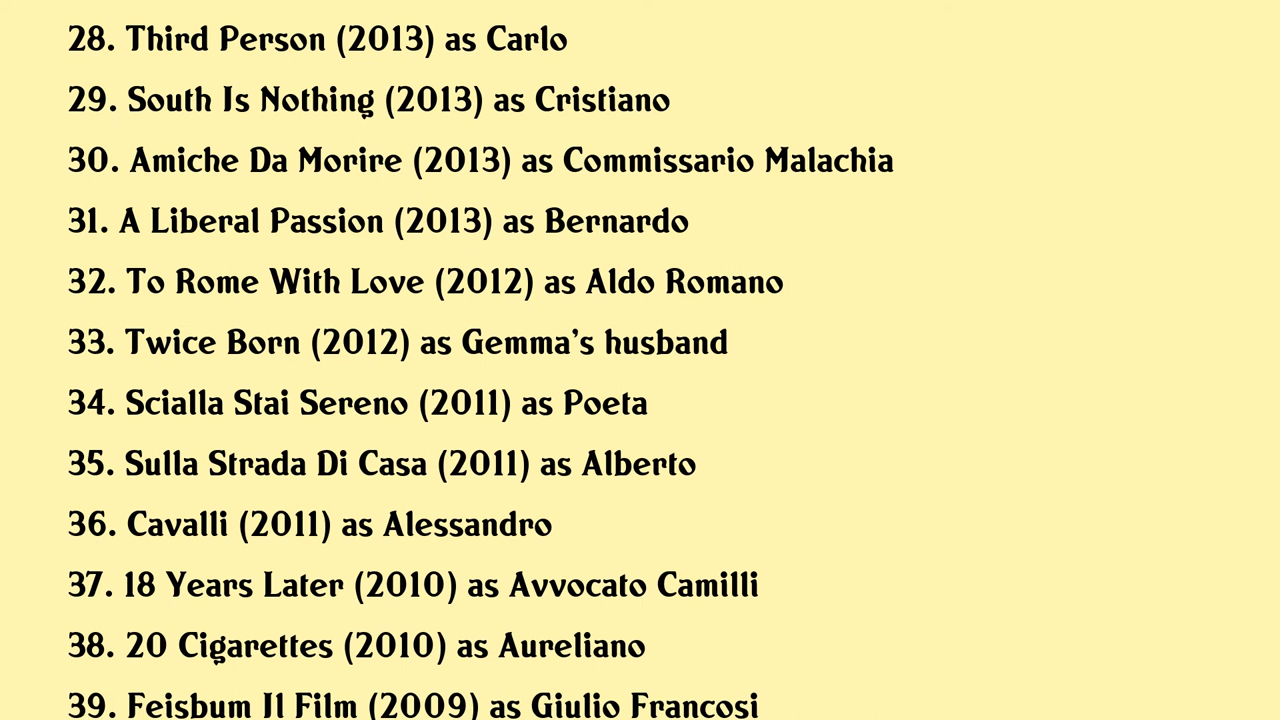 28. Third Person (2013) as Carlo
29. South Is Nothing (2013) as Cristiano
30. Amiche Da Morire (2013) as Commissario Malachia
31. A Liberal Passion (2013) as Bernardo
32. To Rome With Love (2012) as Aldo Romano
33. Twice Born (2012) as Gemma's husband
34. Scialla Stai Sereno (2011) as Poeta
35. Sulla Strada Di Casa (2011) as Alberto
36. Cavalli (2011) as Alessandro
37. 18 Years Later (2010) as Avvocato Camilli
38. 20 Cigarettes (2010) as Aureliano
39. Feisbum Il Film (2009) as Giulio Francosi